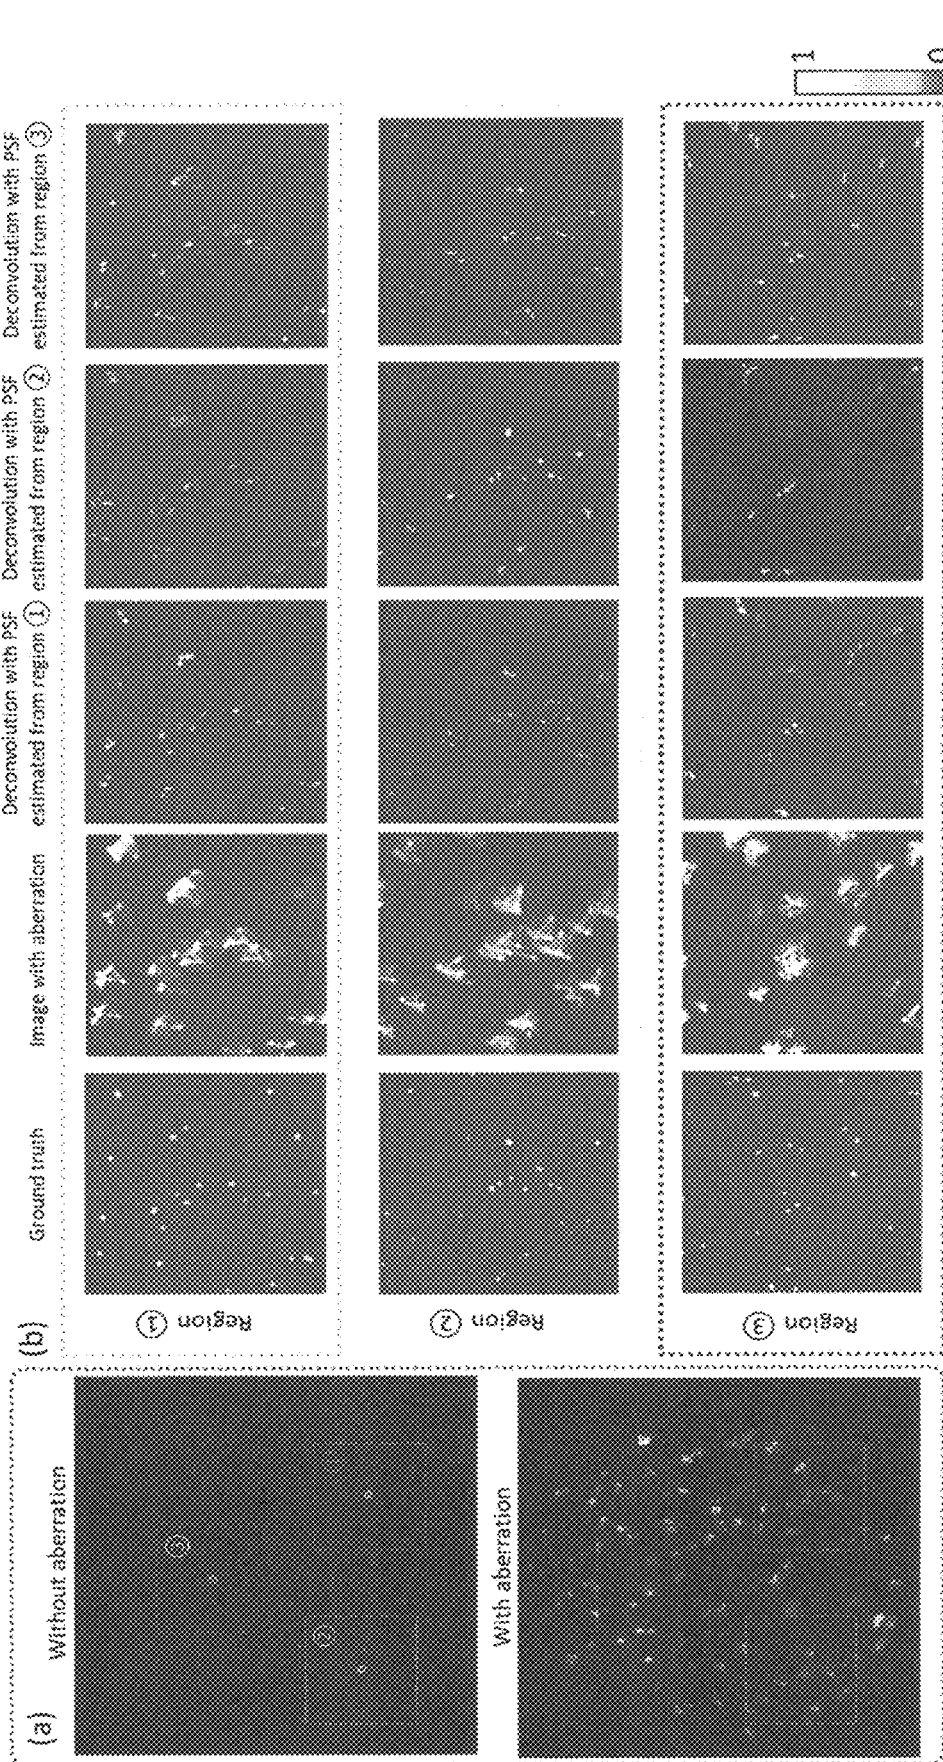 (a)
Without aberration
③
With aberration
(b)
Ground truth
Image with aberration
Deconvolution with PSF
estimated from region ①
Deconvolution with PSF
estimated from region ②
Deconvolution with PSF
estimated from region ③
Region ①
Region ②
Region ③
1
0